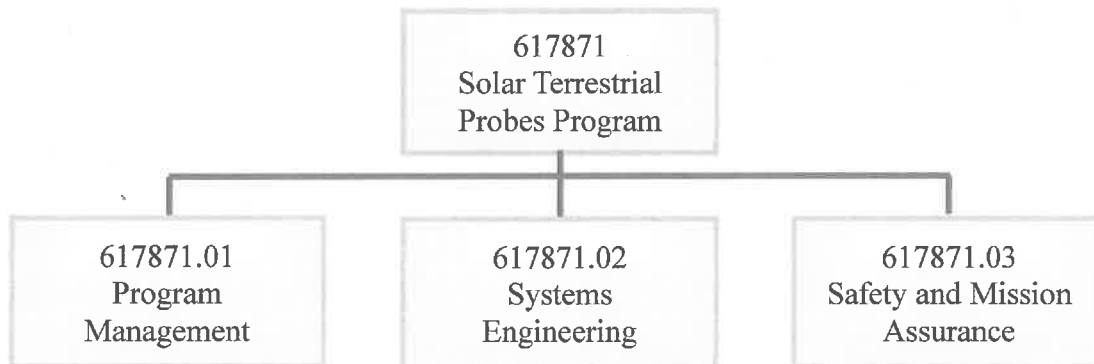 617871
Solar Terrestrial
Probes Program
617871.01
Program
Management
617871.02
Systems
Engineering
617871.03
Safety and Mission
Assurance